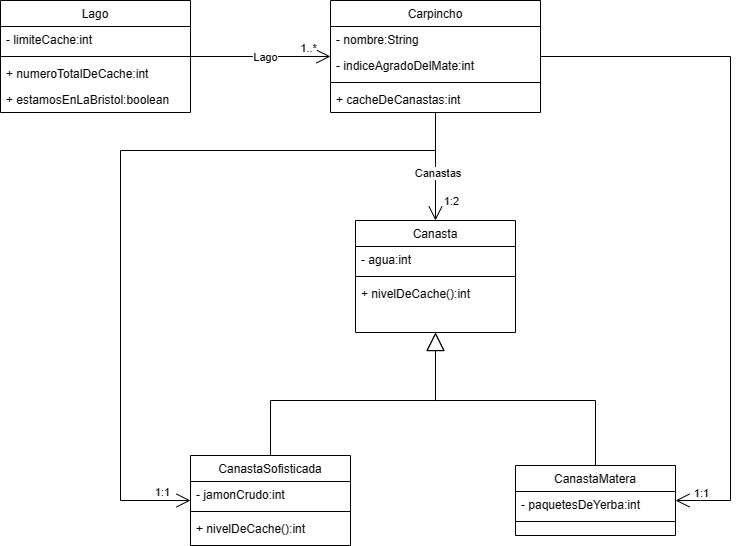 Lago
- limiteCache:int
+ numeroTotalDeCache:int
+ estamosEnLaBristol:boolean
Lago
1..*
Carpincho
- nombre:String
- indiceAgradoDelMate:int
+ cacheDeCanastas:int
Canastas
1:2
Canasta
- agua:int
+ nivelDeCache():int
1:1
CanastaSofisticada
- jamonCrudo:int
+ nivelDeCache():int
CanastaMatera
- paquetesDeYerba:int
1:1